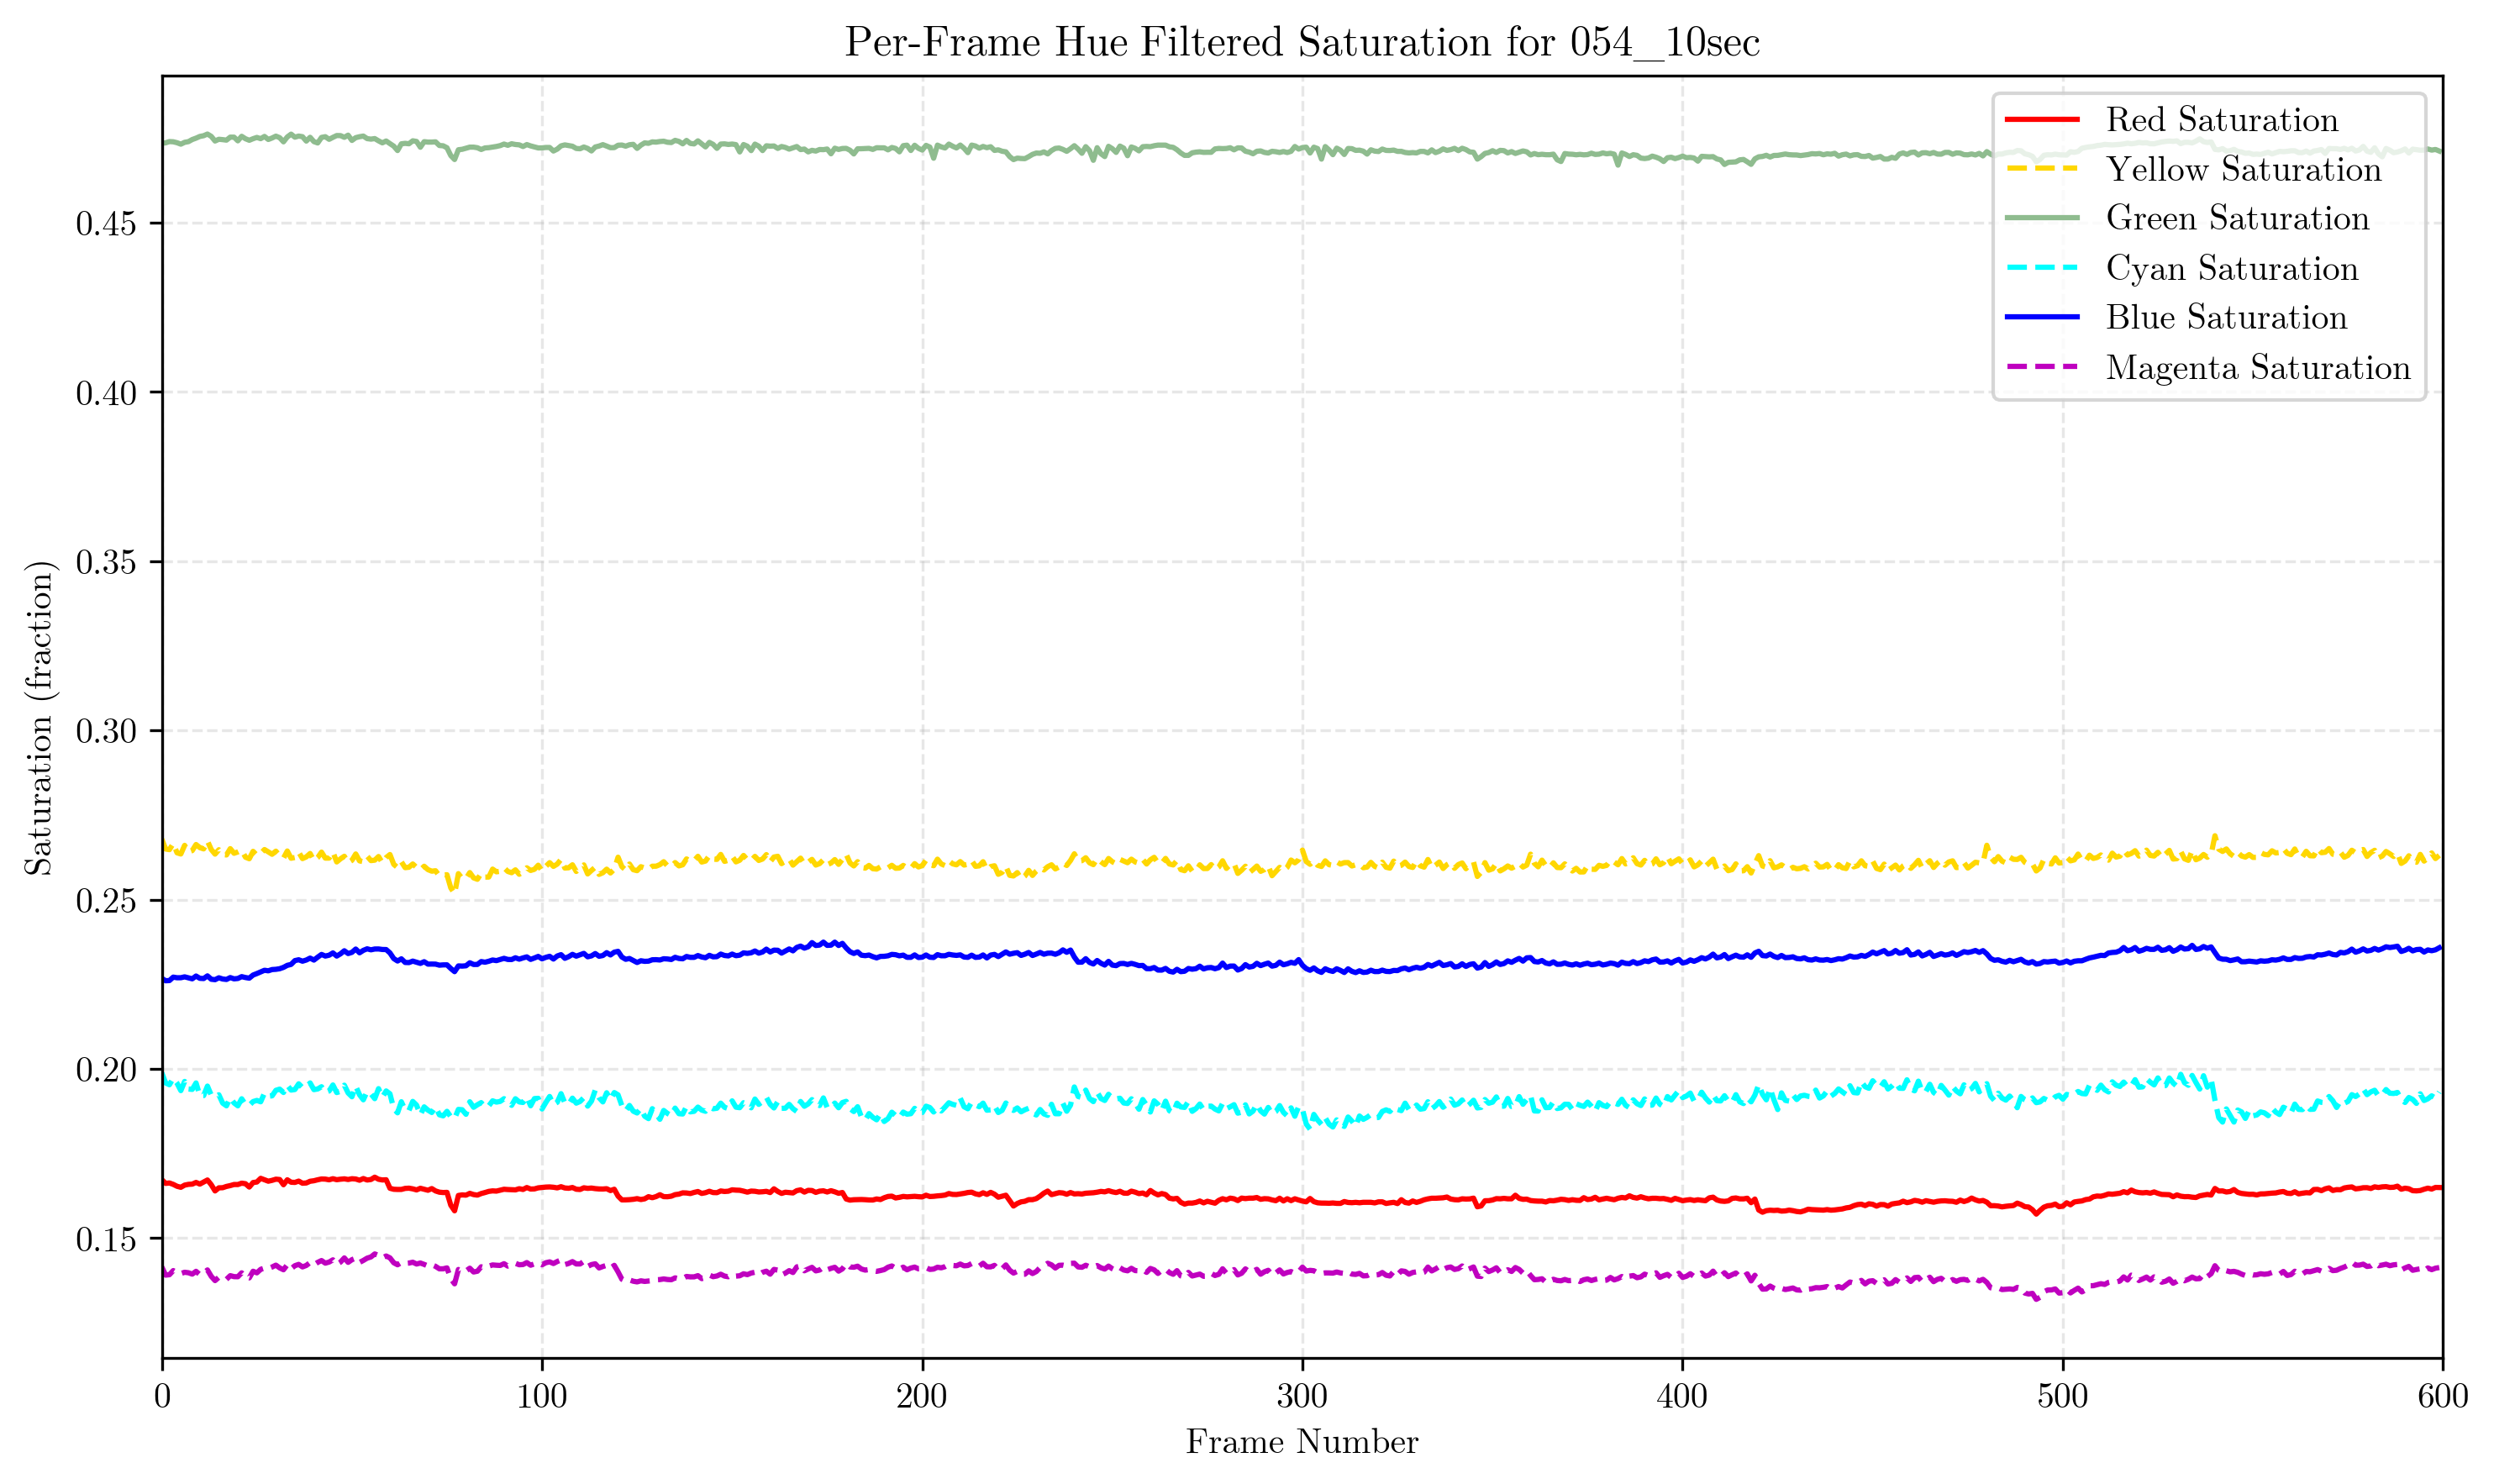 Per-Frame Hue Filtered Saturation for 054_10sec
Saturation (fraction)
0.45
0.40
0.35
0.30
0.25
0.20
0.15
Red Saturation
Yellow Saturation
Green Saturation
Cyan Saturation
Blue Saturation
Magenta Saturation
0 100 200 300 400 500 600
Frame Number